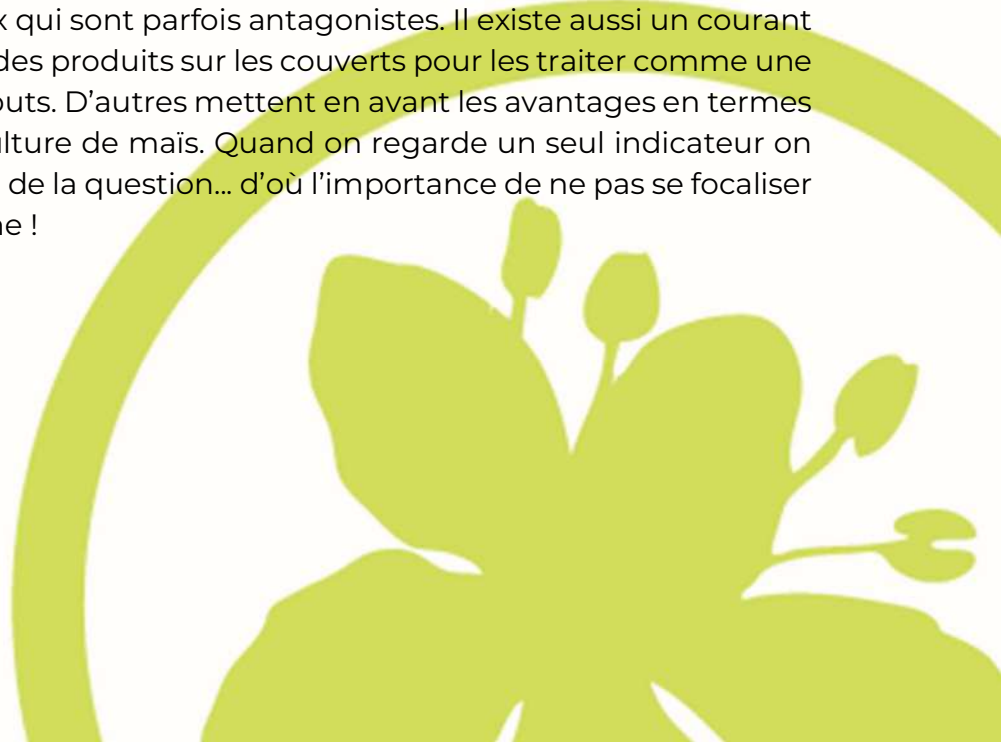 x qui sont parfois antagonistes. Il existe aussi un courant
des produits sur les couverts pour les traiter comme une
outs. D’autres mettent en avant les avantages en termes
ulture de maïs. Quand on regarde un seul indicateur on
de la question... d’où l’importance de ne pas se focaliser
ne !